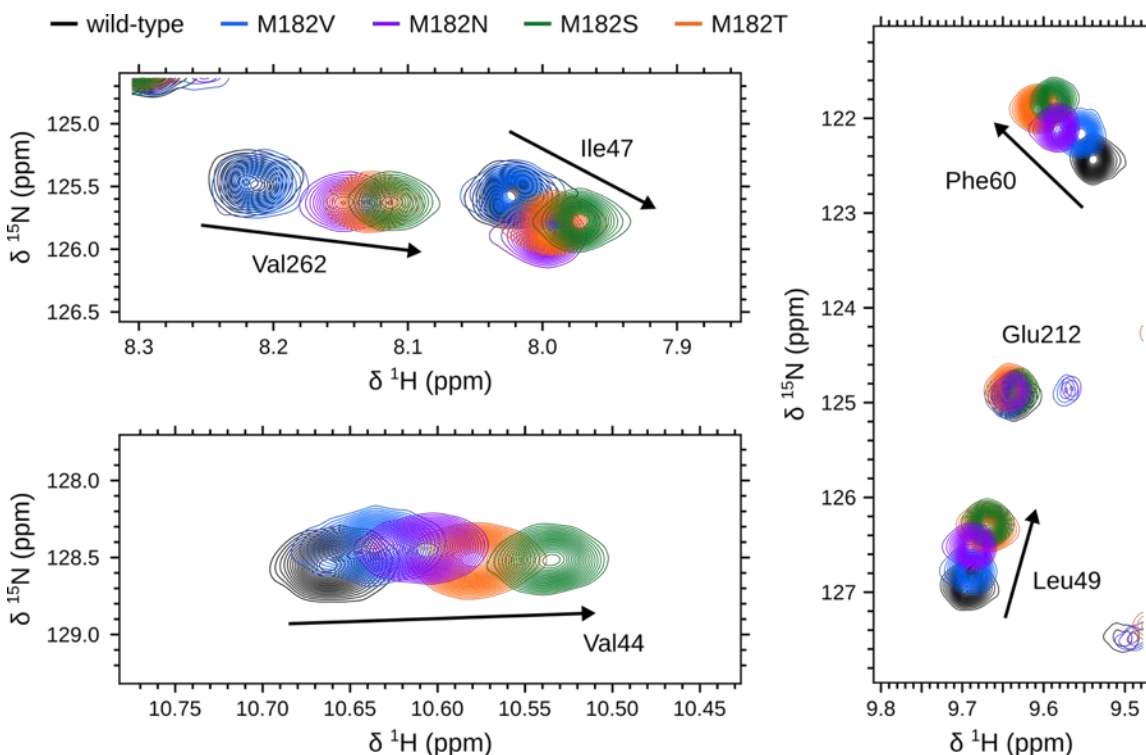 wild-type M182V M182N M182S M182T
125.0
125.5
126.0
126.5
δ ¹⁵N (ppm)
Ile47
Val262
8.3 8.2 8.1 8.0 7.9
δ ¹H (ppm)
128.0
128.5
129.0
δ ¹⁵N (ppm)
Val44
10.75 10.70 10.65 10.60 10.55 10.50 10.45
δ ¹H (ppm)
122
123
124
125
126
127
δ ¹⁵N (ppm)
Phe60
Glu212
Leu49
9.8 9.7 9.6 9.5
δ ¹H (ppm)